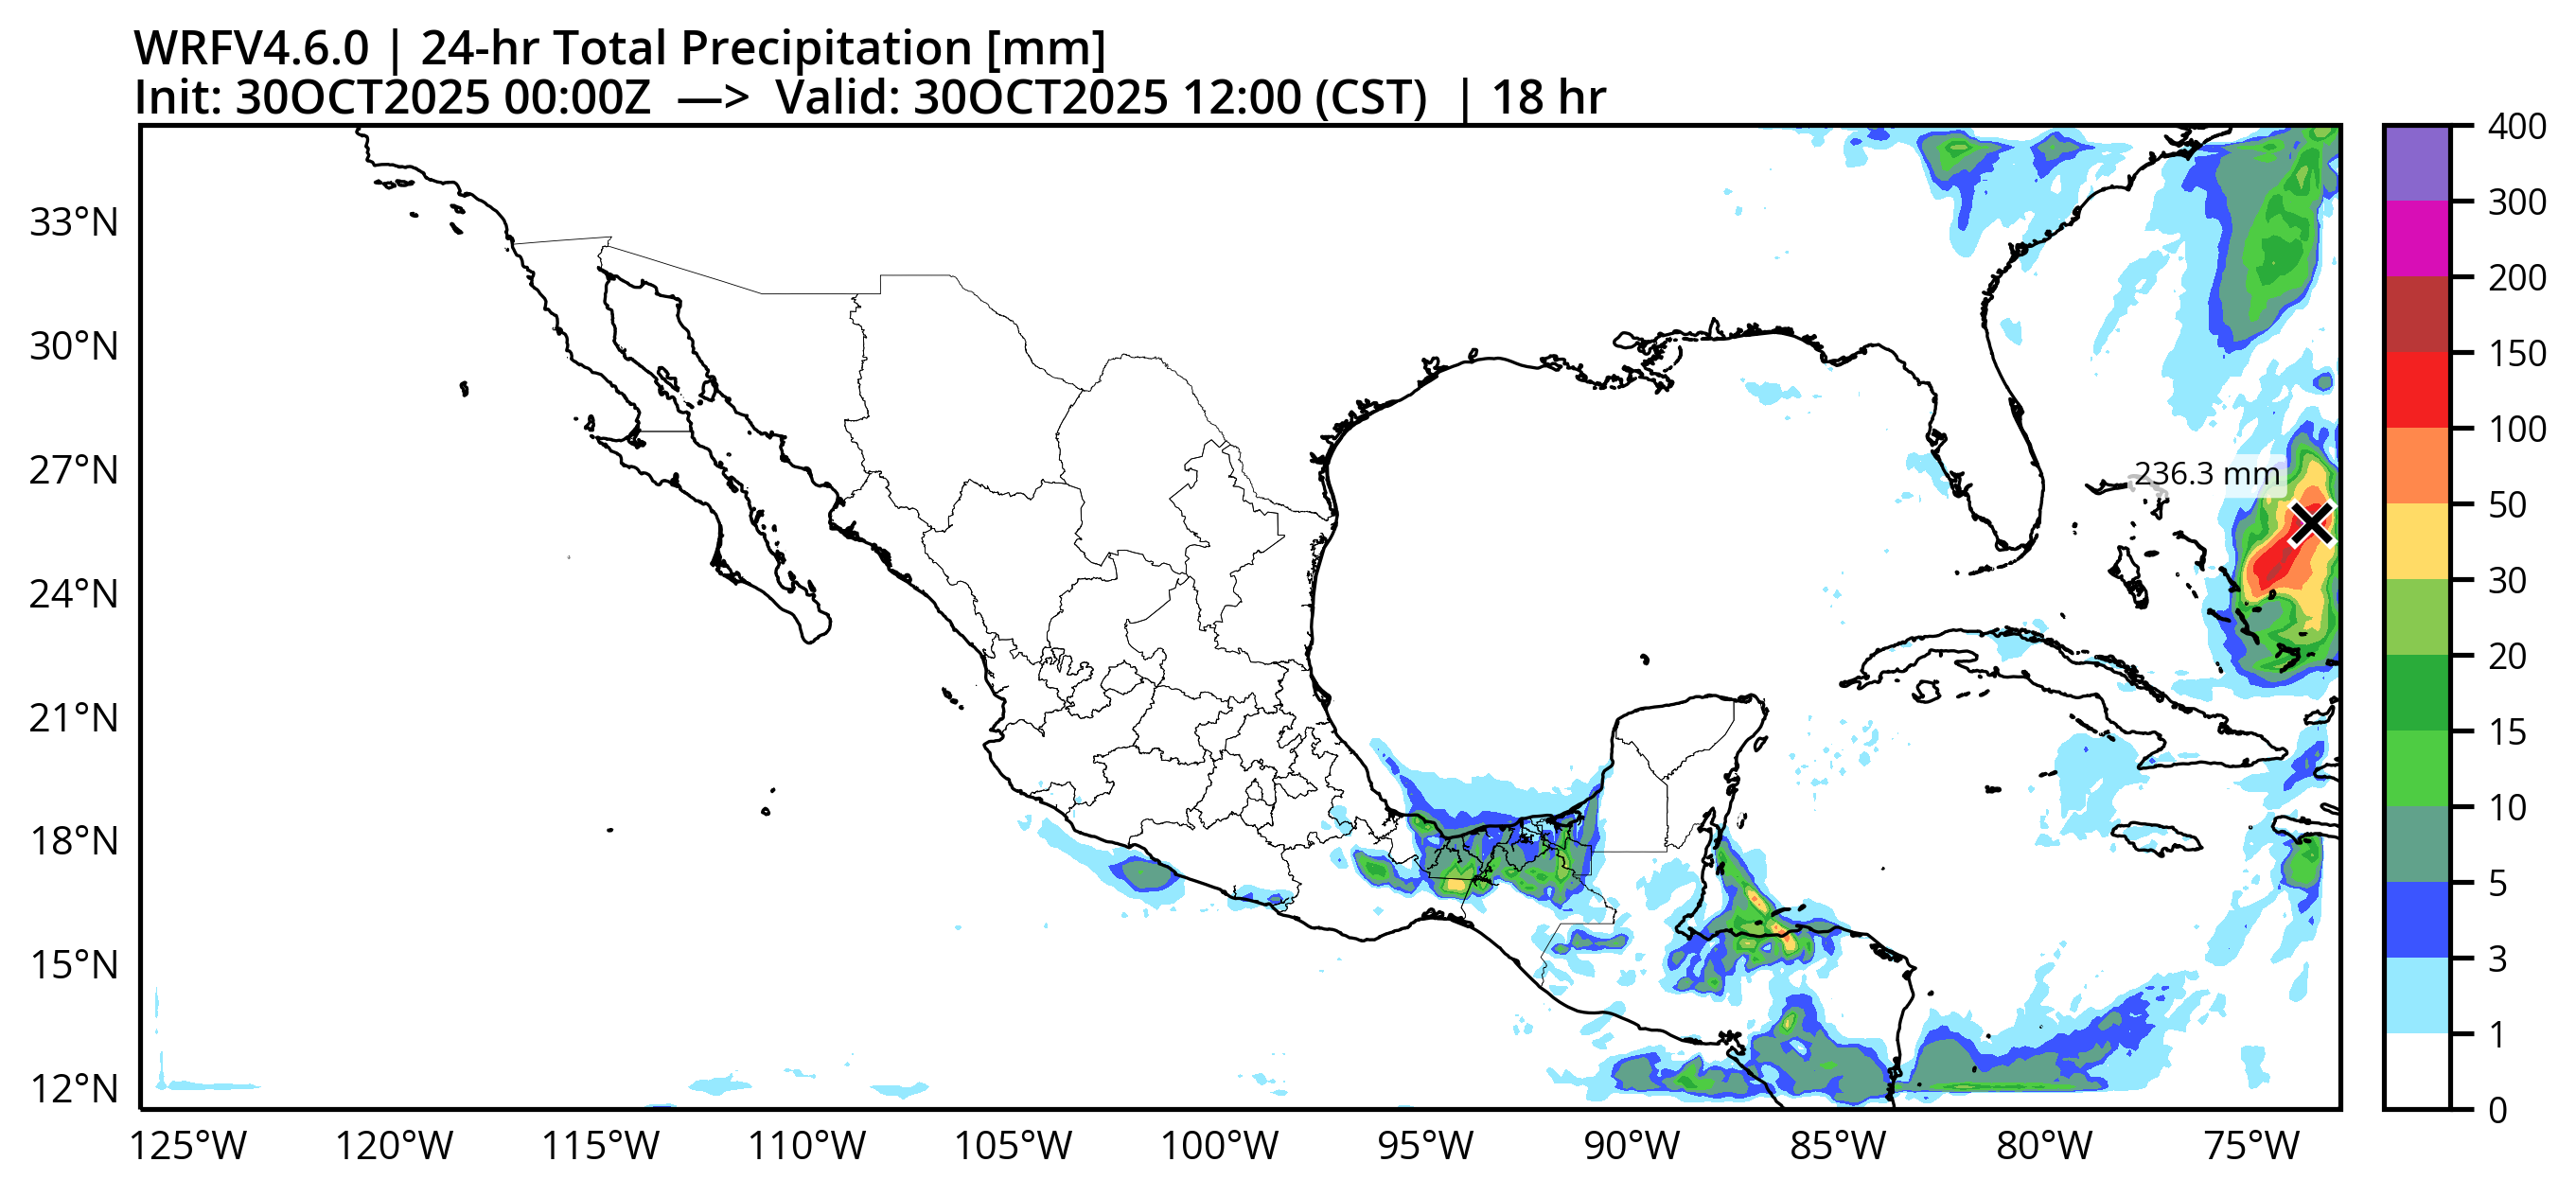 WRFV4.6.0 | 24-hr Total Precipitation [mm]
Init: 30OCT2025 00:00Z —> Valid: 30OCT2025 12:00 (CST) | 18 hr
33°N
30°N
27°N
24°N
21°N
18°N
15°N
12°N
236.3 mm
125°W 120°W 115°W 110°W 105°W 100°W 95°W 90°W 85°W 80°W 75°W
400
300
200
150
100
50
30
20
15
10
5
3
1
0